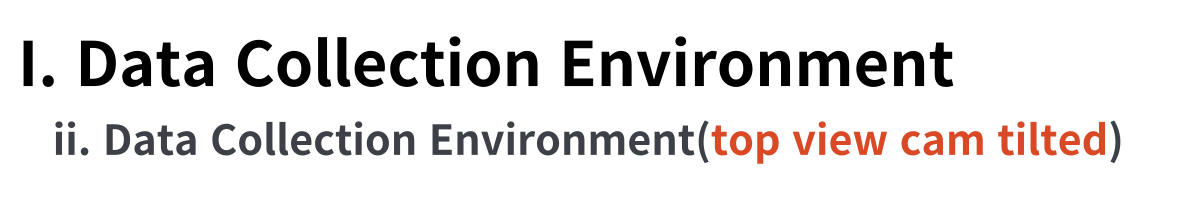 I. Data Collection Environment
ii. Data Collection Environment(top view cam tilted)